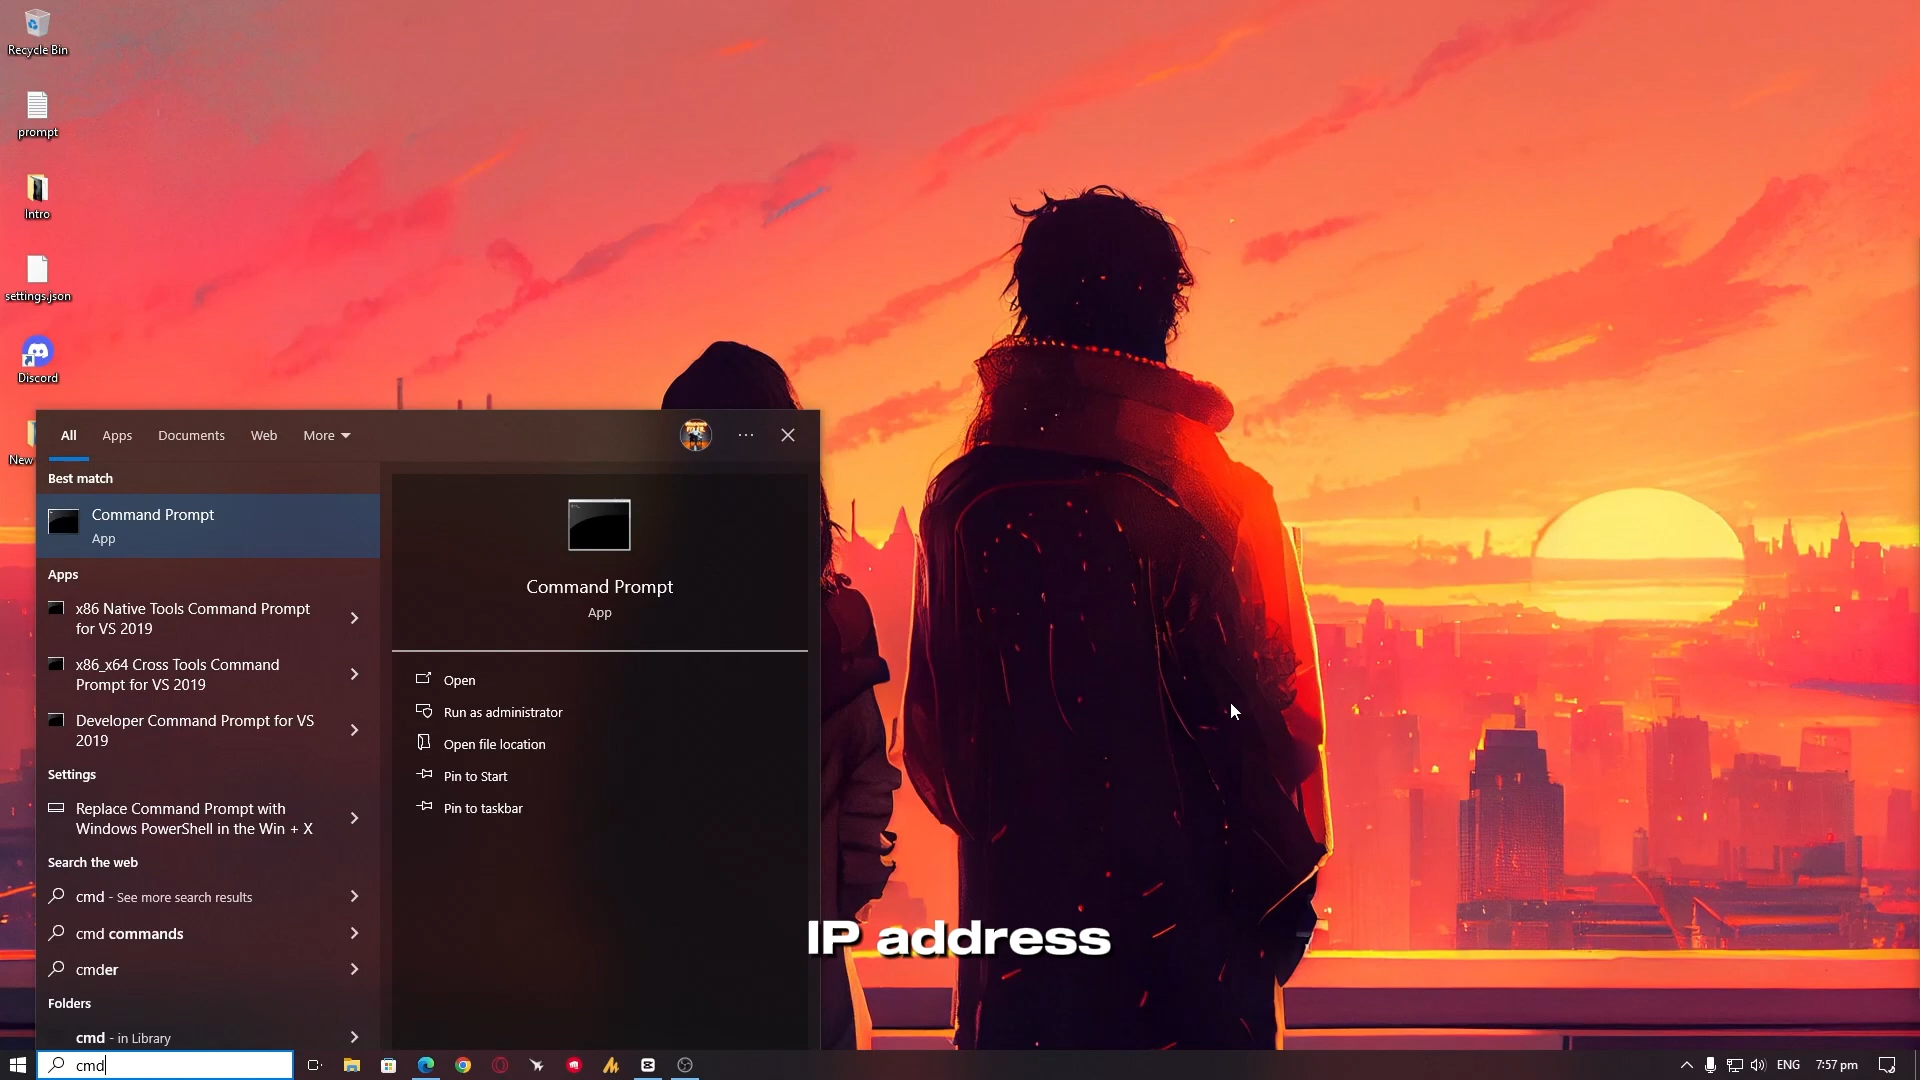 Recycle Bin
prompt
Intro
settings.json
Discord
New
All
Apps
Documents
Web
More
Best match
Command Prompt
App
Apps
x86 Native Tools Command Prompt
for VS 2019
x86_x64 Cross Tools Command
Prompt for VS 2019
Developer Command Prompt for VS
2019
Settings
Replace Command Prompt with
Windows PowerShell in the Win + X
Search the web
cmd - See more search results
cmd commands
cmder
Folders
cmd - in Library
cmd
Command Prompt
App
Open
Run as administrator
Open file location
Pin to Start
Pin to taskbar
IP address
ENG
7:57 pm